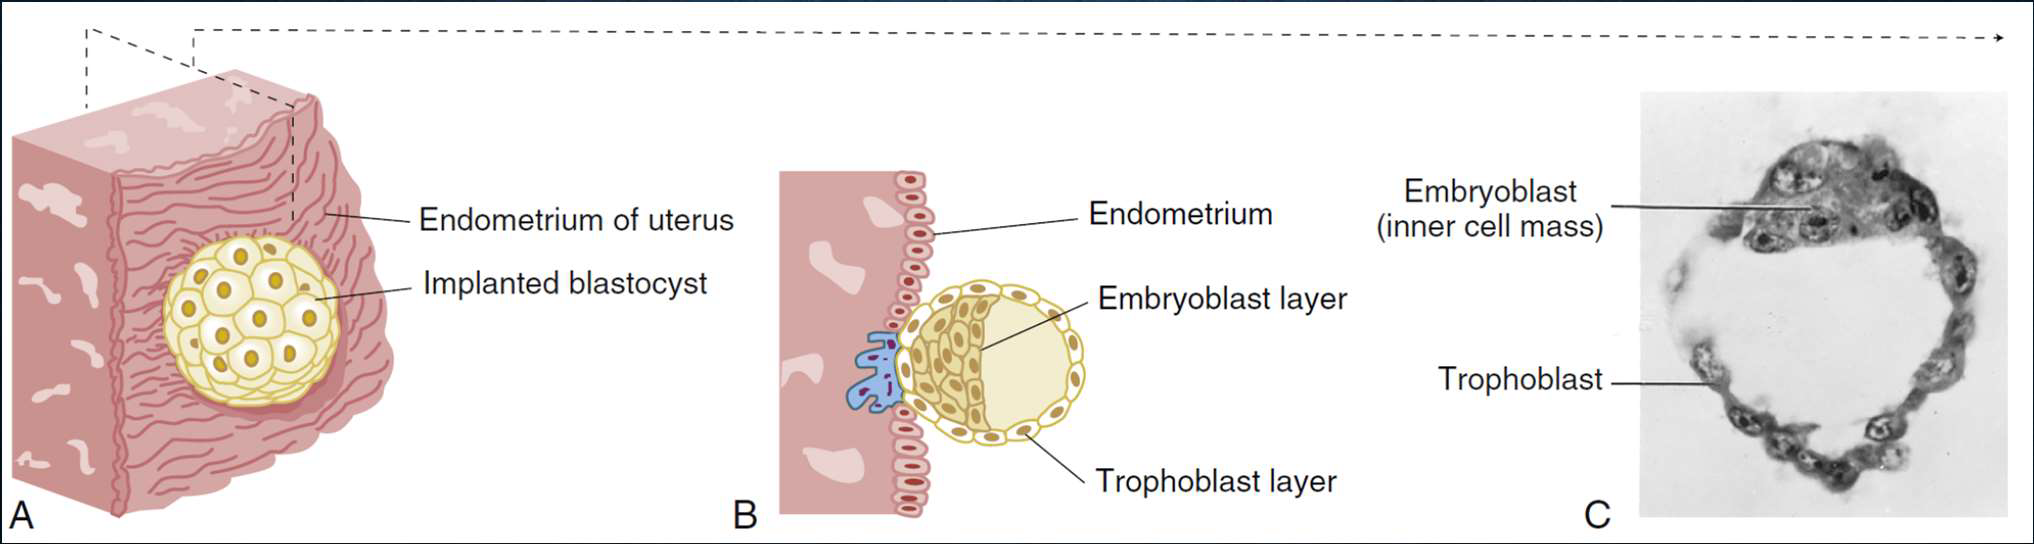 Endometrium of uterus
Implanted blastocyst
A
Endometrium
Embryoblast layer
Trophoblast layer
B
Embryoblast
(inner cell mass)
Trophoblast
C